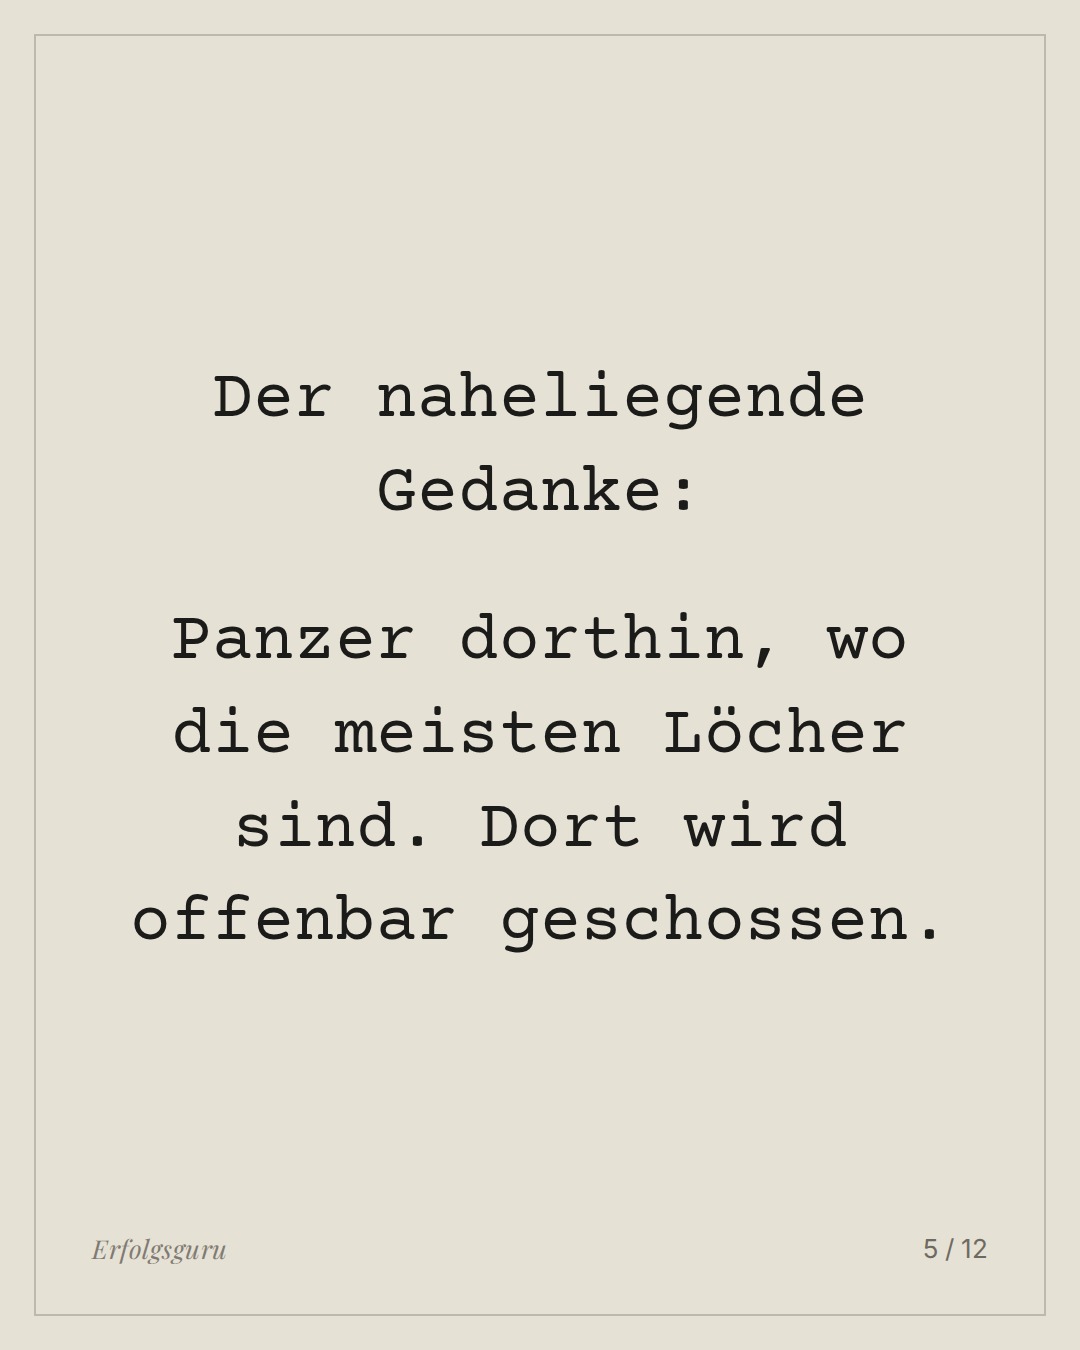 Der naheliegende
Gedanke:
Panzer dorthin, wo
die meisten Löcher
sind. Dort wird
offenbar geschossen.
Erfolgsguru
5 / 12